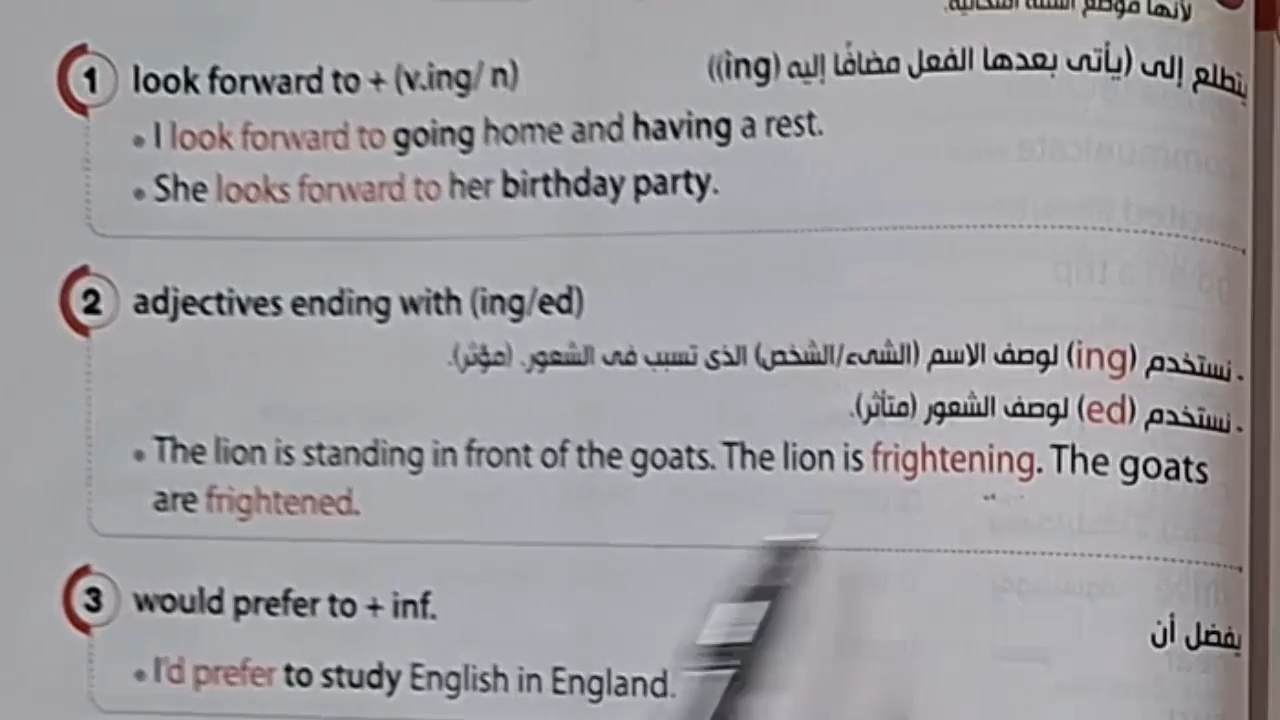 لأنها موضع
1 look forward to + (v.ing/ n) يتطلع إلى (يأتى بعدها الفعل مضافًا إليه (ing))
• I look forward to going home and having a rest.
• She looks forward to her birthday party.
2 adjectives ending with (ing/ed)
- نستخدم (ing) لوصف الاسم (الشىء/الشخص) الذى تسبب فى الشعور. (مؤثر).
- نستخدم (ed) لوصف الشعور (متأثر).
• The lion is standing in front of the goats. The lion is frightening. The goats
are frightened.
3 would prefer to + inf. يفضل أن
• I'd prefer to study English in England.